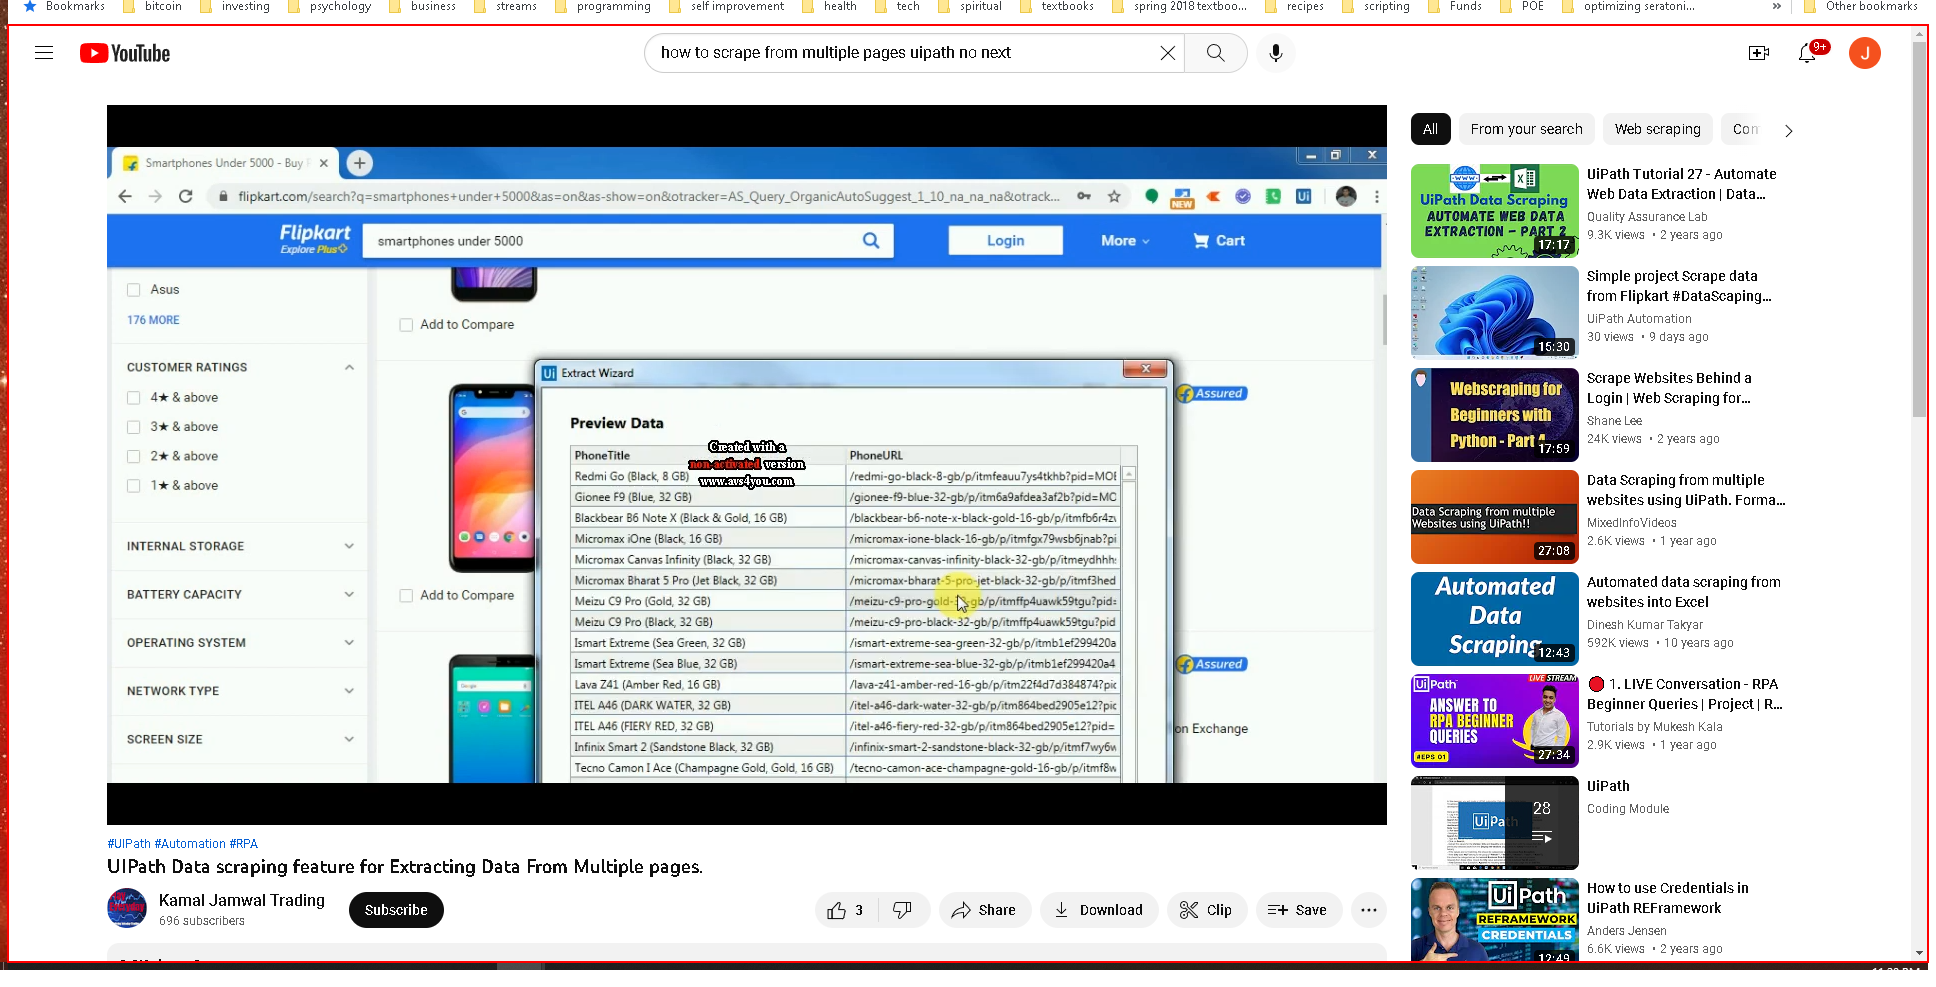 Bookmarks bitcoin investing psychology business streams programming self improvement health tech spiritual textbooks spring 2018 textboo... recipes scripting Funds POE optimizing seratoni... » Other bookmarks
YouTube
how to scrape from multiple pages uipath no next
9+
J
Smartphones Under 5000 - Buy
flipkart.com/search?q=smartphones+under+5000&as=on&as-show=on&otracker=AS_Query_OrganicAutoSuggest_1_10_na_na_na&otrack...
NEW
Ui
Flipkart
Explore Plus
smartphones under 5000
Login
More
Cart
Asus
176 MORE
Add to Compare
CUSTOMER RATINGS
4★ & above
3★ & above
2★ & above
1★ & above
INTERNAL STORAGE
BATTERY CAPACITY
OPERATING SYSTEM
NETWORK TYPE
SCREEN SIZE
Add to Compare
Assured
Assured
on Exchange
Ui Extract Wizard
Preview Data
Created with a
non-activated version
www.avs4you.com
PhoneTitle PhoneURL
Redmi Go (Black, 8 GB) /redmi-go-black-8-gb/p/itmfeauu7ys4tkhb?pid=MOE
Gionee F9 (Blue, 32 GB) /gionee-f9-blue-32-gb/p/itm6a9afdea3af2b?pid=MO
Blackbear B6 Note X (Black & Gold, 16 GB) /blackbear-b6-note-x-black-gold-16-gb/p/itmfb6r4zv
Micromax iOne (Black, 16 GB) /micromax-ione-black-16-gb/p/itmfgx79wsb6jnab?pi
Micromax Canvas Infinity (Black, 32 GB) /micromax-canvas-infinity-black-32-gb/p/itmeydhhh
Micromax Bharat 5 Pro (Jet Black, 32 GB) /micromax-bharat-5-pro-jet-black-32-gb/p/itmf3hed
Meizu C9 Pro (Gold, 32 GB) /meizu-c9-pro-gold-32-gb/p/itmffp4uawk59tgu?pid=
Meizu C9 Pro (Black, 32 GB) /meizu-c9-pro-black-32-gb/p/itmffp4uawk59tgu?pid
Ismart Extreme (Sea Green, 32 GB) /ismart-extreme-sea-green-32-gb/p/itmb1ef299420a
Ismart Extreme (Sea Blue, 32 GB) /ismart-extreme-sea-blue-32-gb/p/itmb1ef299420a4
Lava Z41 (Amber Red, 16 GB) /lava-z41-amber-red-16-gb/p/itm22f4d7d384874?pic
ITEL A46 (DARK WATER, 32 GB) /itel-a46-dark-water-32-gb/p/itm864bed2905e12?pi
ITEL A46 (FIERY RED, 32 GB) /itel-a46-fiery-red-32-gb/p/itm864bed2905e12?pid=
Infinix Smart 2 (Sandstone Black, 32 GB) /infinix-smart-2-sandstone-black-32-gb/p/itmf7wy6w
Tecno Camon I Ace (Champagne Gold, Gold, 16 GB) /tecno-camon-ace-champagne-gold-16-gb/p/itmf8w
#UIPath #Automation #RPA
UIPath Data scraping feature for Extracting Data From Multiple pages.
Kamal Jamwal Trading
696 subscribers
Subscribe
3
Share
Download
Clip
Save
All From your search Web scraping Con
UiPath Data Scraping
AUTOMATE WEB DATA
EXTRACTION – PART 2
17:17
UiPath Tutorial 27 - Automate
Web Data Extraction | Data...
Quality Assurance Lab
9.3K views • 2 years ago
15:30
Simple project Scrape data
from Flipkart #DataScaping...
UiPath Automation
30 views • 9 days ago
Webscraping for
Beginners with
Python - Part 4
17:59
Scrape Websites Behind a
Login | Web Scraping for...
Shane Lee
24K views • 2 years ago
Data Scraping from multiple
Websites using UiPath!!
27:08
Data Scraping from multiple
websites using UiPath. Forma...
MixedInfoVideos
2.6K views • 1 year ago
Automated
Data
Scraping
12:43
Automated data scraping from
websites into Excel
Dinesh Kumar Takyar
592K views • 10 years ago
UiPath
LIVE STREAM
ANSWER TO
RPA BEGINNER
QUERIES
#EPS 01
27:34
1. LIVE Conversation - RPA
Beginner Queries | Project | R...
Tutorials by Mukesh Kala
2.9K views • 1 year ago
UiPath
28
UiPath
Coding Module
UiPath
REFRAMEWORK
CREDENTIALS
12:49
How to use Credentials in
UiPath REFramework
Anders Jensen
6.6K views • 2 years ago